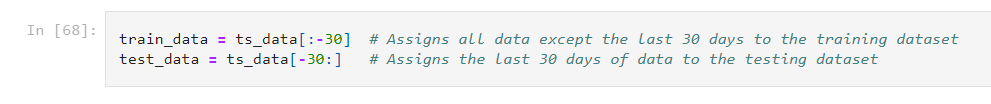 In [68]:
train_data = ts_data[:-30]  # Assigns all data except the last 30 days to the training dataset
test_data = ts_data[-30:]   # Assigns the last 30 days of data to the testing dataset